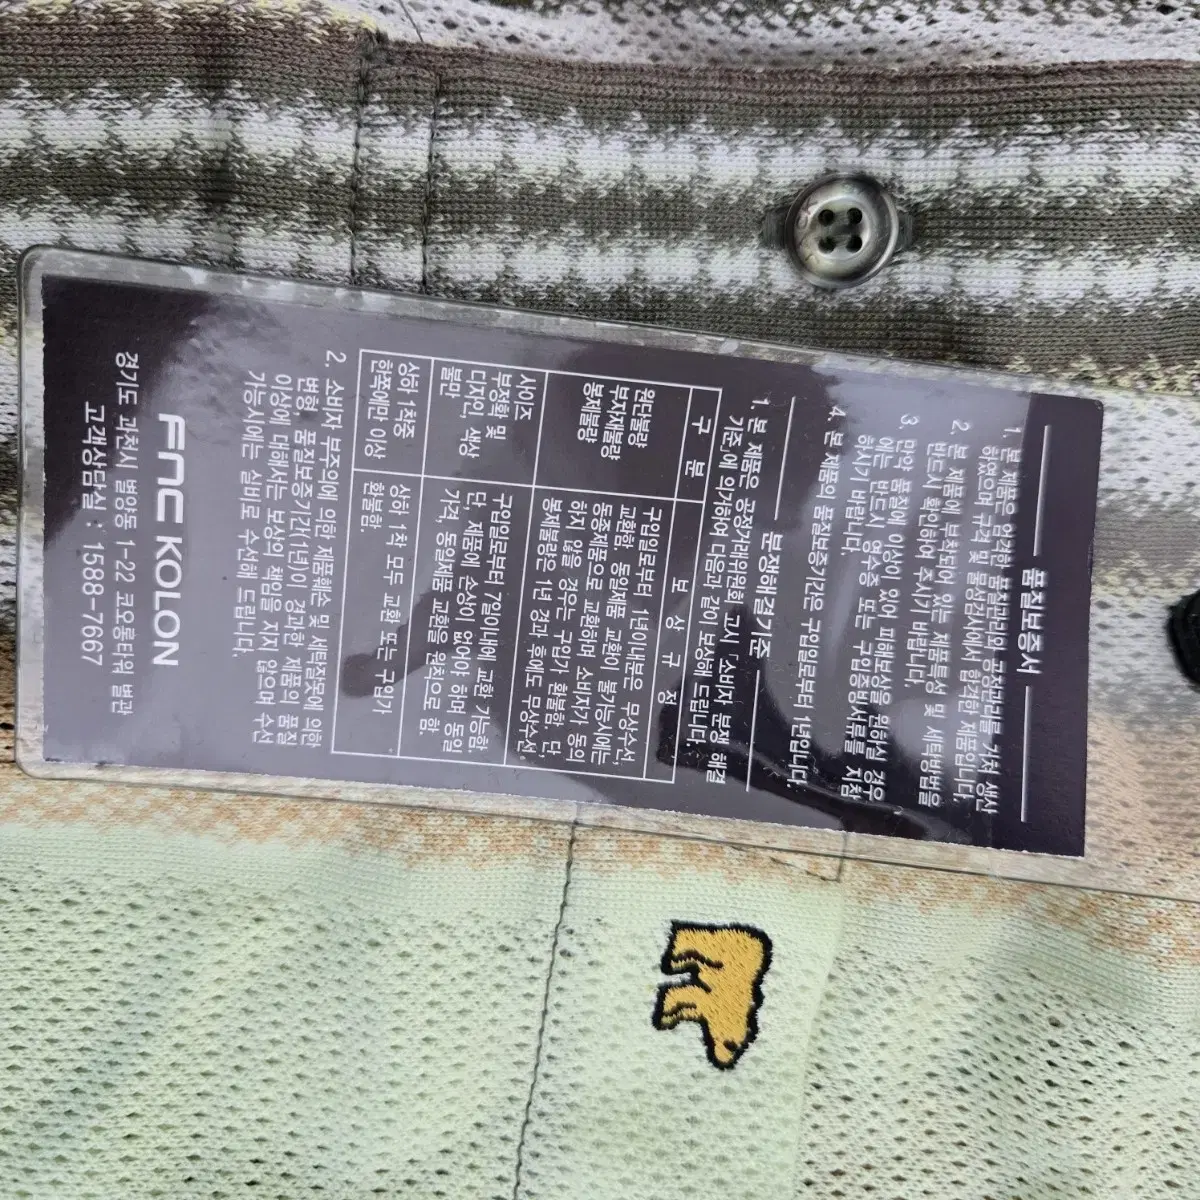 품질보증서
1. 본 제품은 엄격한 품질관리와 공정관리를 거쳐 생산
하였으며 규격 및 물성검사에서 합격한 제품입니다.
2. 본 제품에 부착되어 있는 제품특성 및 세탁방법을
반드시 확인하여 주시기 바랍니다.
3. 만약 품질에 이상이 있어 피해보상을 원하실 경우
에는 반드시 영수증 또는 구입증빙서류를 지참
하시기 바랍니다.
4. 본 제품의 품질보증기간은 구입일로부터 1년입니다.
분쟁해결기준
1. 본 제품은 공정거래위원회 고시 「소비자 분쟁 해결
기준」에 의거하여 다음과 같이 보상해 드립니다.
구 분 보 상 규 정
원단불량 구입일로부터 1년이내분은 무상수선,
부자재불량 교환함. 동일제품 교환이 불가능시에는
봉제불량 동종제품으로 교환하며 소비자가 동의
하지 않을 경우는 구입가 환불함. 단,
봉제불량은 1년 경과 후에도 무상수선.
사이즈 구입일로부터 7일이내에 교환 가능함.
부정확 및 단, 제품에 손상이 없어야 하며 동일
디자인, 색상 가격, 동일제품 교환을 원칙으로 함.
불만
상하 1착중 상하 1착 모두 교환 또는 구입가
한쪽에만 이상 환불함.
2. 소비자 부주의에 의한 제품훼손 및 세탁잘못에 의한
변형, 품질보증기간(1년)이 경과한 제품의 품질
이상에 대해서는 보상의 책임을 지지 않으며 수선
가능시에는 실비로 수선해 드립니다.
FnC KOLON
경기도 과천시 별양동 1-22 코오롱타워 별관
고객상담실 : 1588-7667